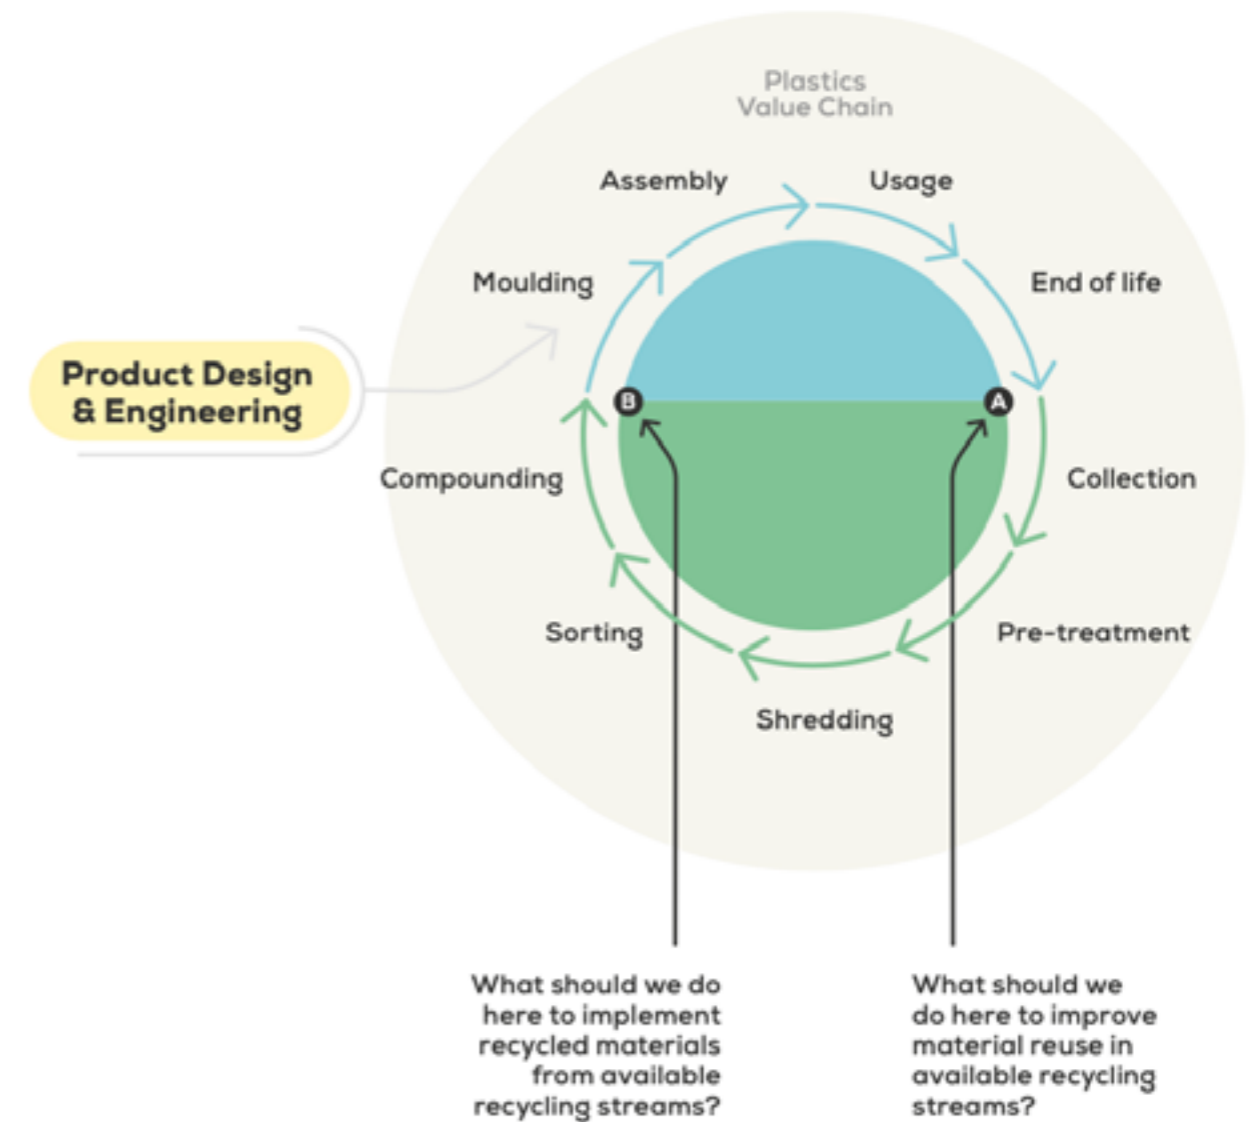 Plastics
Value Chain
Assembly
Usage
Moulding
End of life
Product Design
& Engineering
B
A
Compounding
Collection
Sorting
Pre-treatment
Shredding
What should we do
here to implement
recycled materials
from available
recycling streams?
What should we
do here to improve
material reuse in
available recycling
streams?